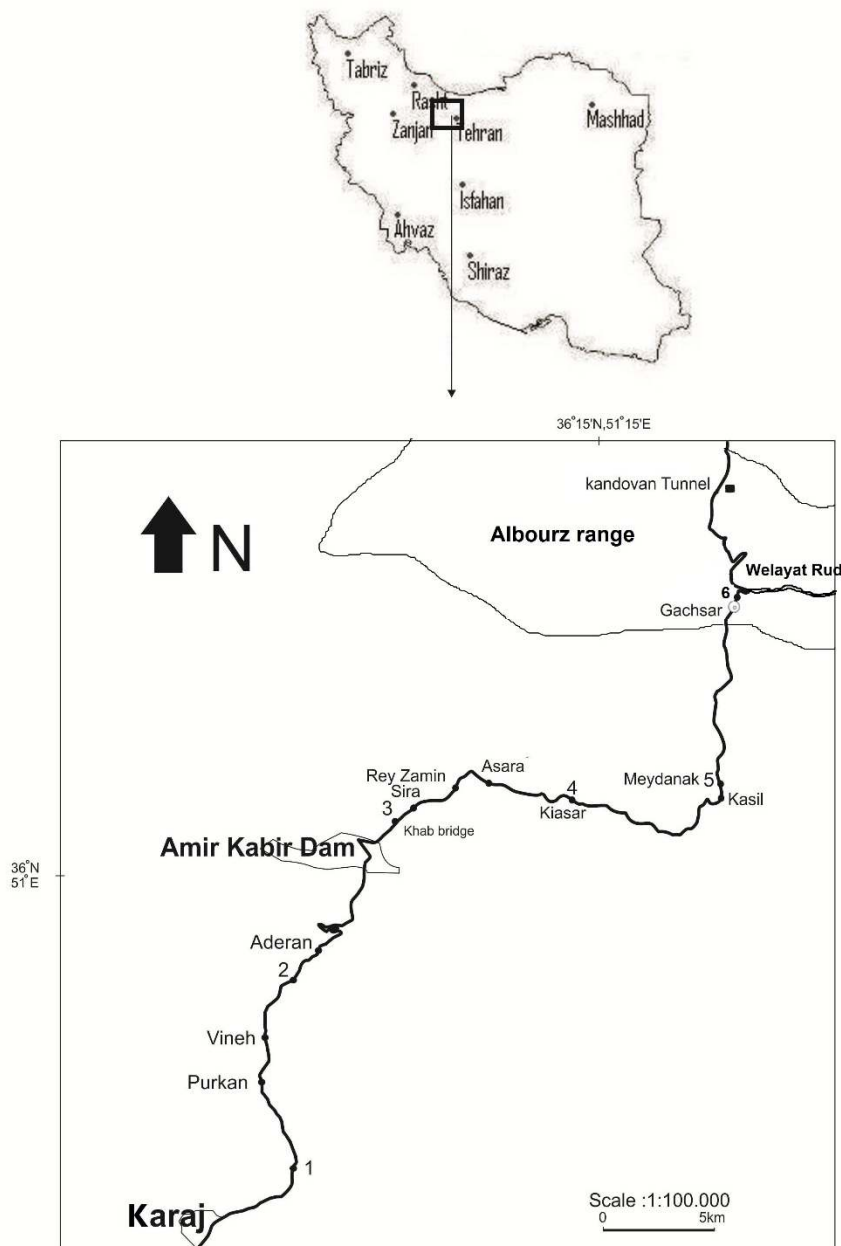 Tabriz
Rasht
Zanjan
Tehran
Mashhad
Isfahan
Ahvaz
Shiraz
36°15'N,51°15'E
kandovan Tunnel
N
Albourz range
Welayat Rud
6
Gachsar
Asara
Rey Zamin
Sira
4
Meydanak 5
Kiasar
Kasil
3
Khab bridge
Amir Kabir Dam
36°N
51°E
Aderan
2
Vineh
Purkan
1
Karaj
Scale :1:100.000
0 5km